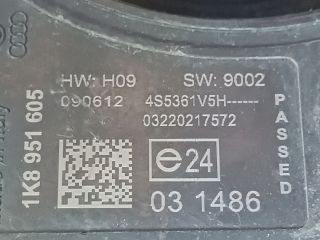 HW: H09 SW: 9002
090612 4S5361V5H------
03220217572
e24
03 1486
PASSED
1K8 951 605